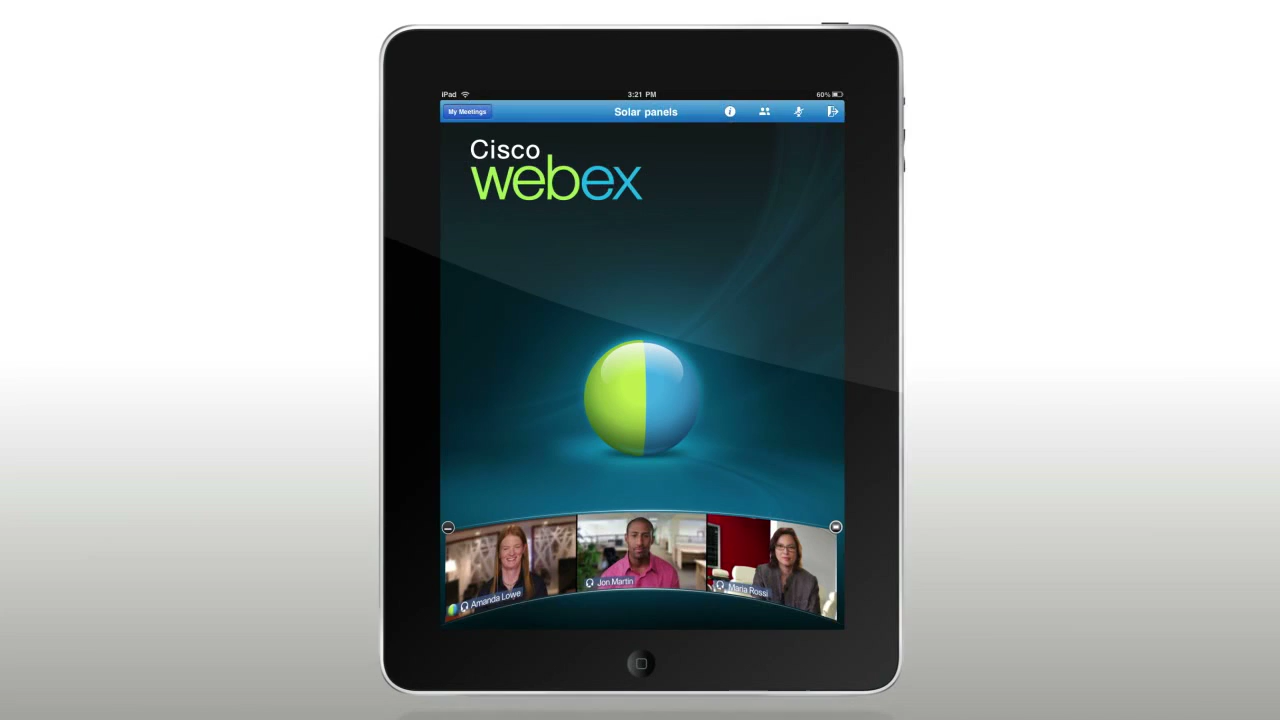 iPad 3:21 PM 60%
My Meetings Solar panels
Cisco
webex
Amanda Lowe
Jon Martin
Maria Rossi